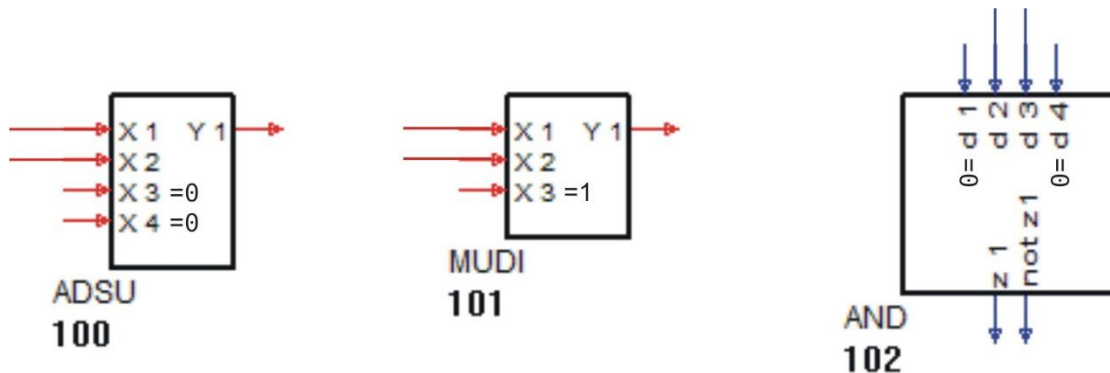 X 1 Y 1
X 2
X 3 =0
X 4 =0
ADSU
100
X 1 Y 1
X 2
X 3 =1
MUDI
101
0= d 1
d 2
d 3
0= d 4
z 1
not z 1
AND
102